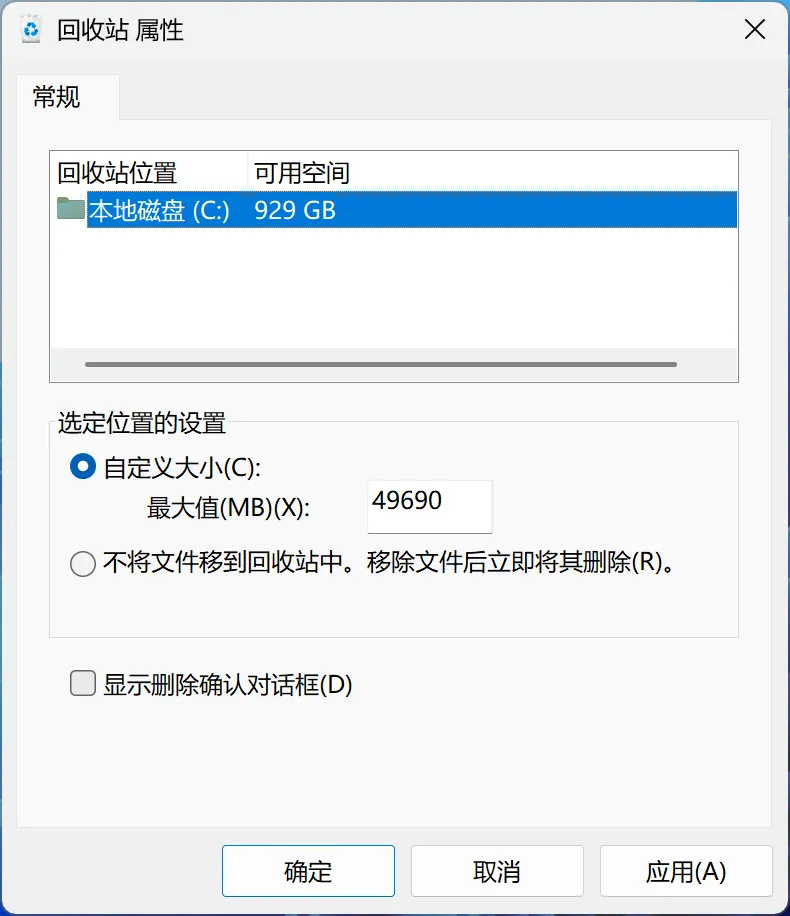 回收站 属性
常规
回收站位置 可用空间
本地磁盘 (C:) 929 GB
选定位置的设置
自定义大小(C):
最大值(MB)(X): 49690
不将文件移到回收站中。移除文件后立即将其删除(R)。
显示删除确认对话框(D)
确定 取消 应用(A)